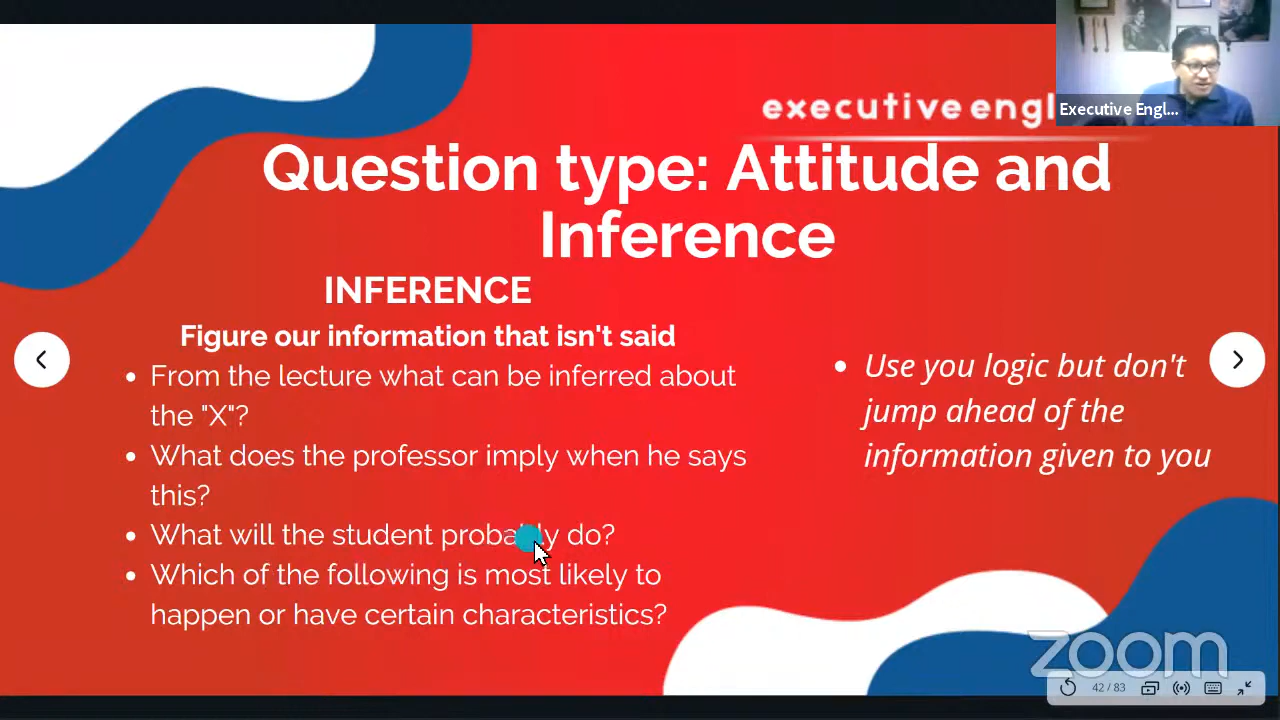 executive engl
Executive Engl...
Question type: Attitude and
Inference
INFERENCE
Figure our information that isn't said
From the lecture what can be inferred about
the "X"?
What does the professor imply when he says
this?
What will the student probably do?
Which of the following is most likely to
happen or have certain characteristics?
Use you logic but don't
jump ahead of the
information given to you
zoom
42 / 83